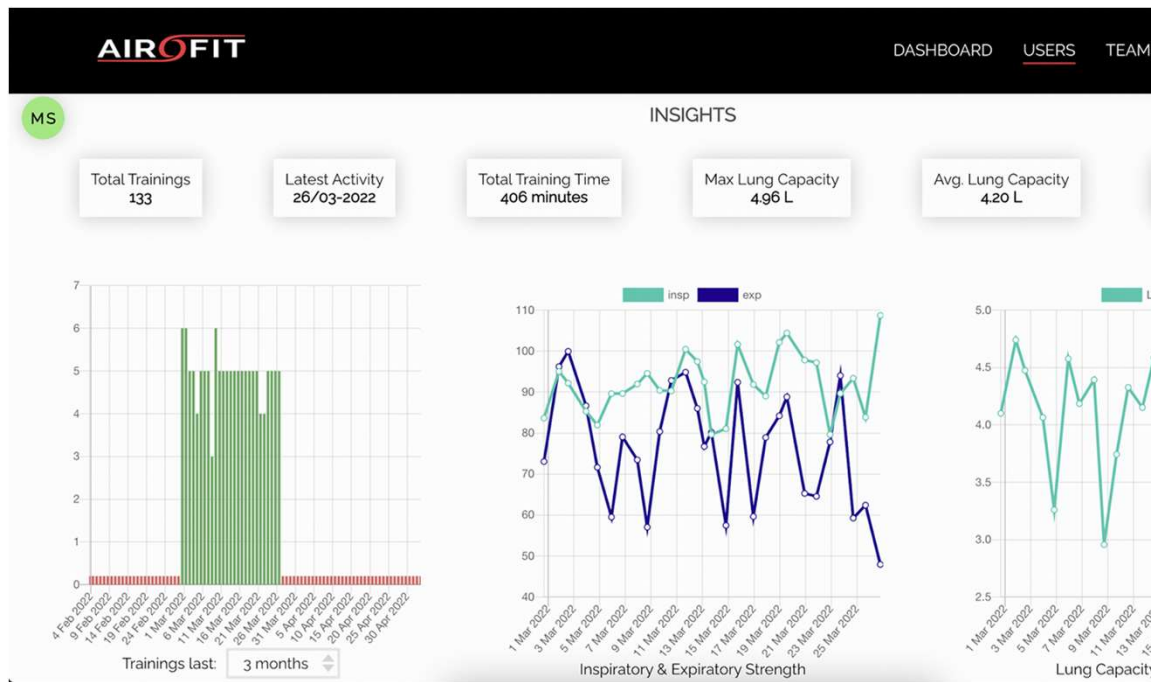 AIROFIT
DASHBOARD USERS TEAM
MS
INSIGHTS
Total Trainings
133
Latest Activity
26/03-2022
Total Training Time
406 minutes
Max Lung Capacity
4.96 L
Avg. Lung Capacity
4.20 L
7
6
5
4
3
2
1
0
4 Feb 2022
9 Feb 2022
14 Feb 2022
19 Feb 2022
24 Feb 2022
1 Mar 2022
6 Mar 2022
11 Mar 2022
16 Mar 2022
21 Mar 2022
26 Mar 2022
31 Mar 2022
5 Apr 2022
10 Apr 2022
15 Apr 2022
20 Apr 2022
25 Apr 2022
30 Apr 2022
Trainings last: 3 months
insp exp
110
100
90
80
70
60
50
40
1 Mar 2022
3 Mar 2022
5 Mar 2022
7 Mar 2022
9 Mar 2022
11 Mar 2022
13 Mar 2022
15 Mar 2022
17 Mar 2022
19 Mar 2022
21 Mar 2022
23 Mar 2022
25 Mar 2022
Inspiratory & Expiratory Strength
L
5.0
4.5
4.0
3.5
3.0
2.5
1 Mar 2022
3 Mar 2022
5 Mar 2022
7 Mar 2022
9 Mar 2022
11 Mar 2022
13 Mar 20
15
Lung Capacity